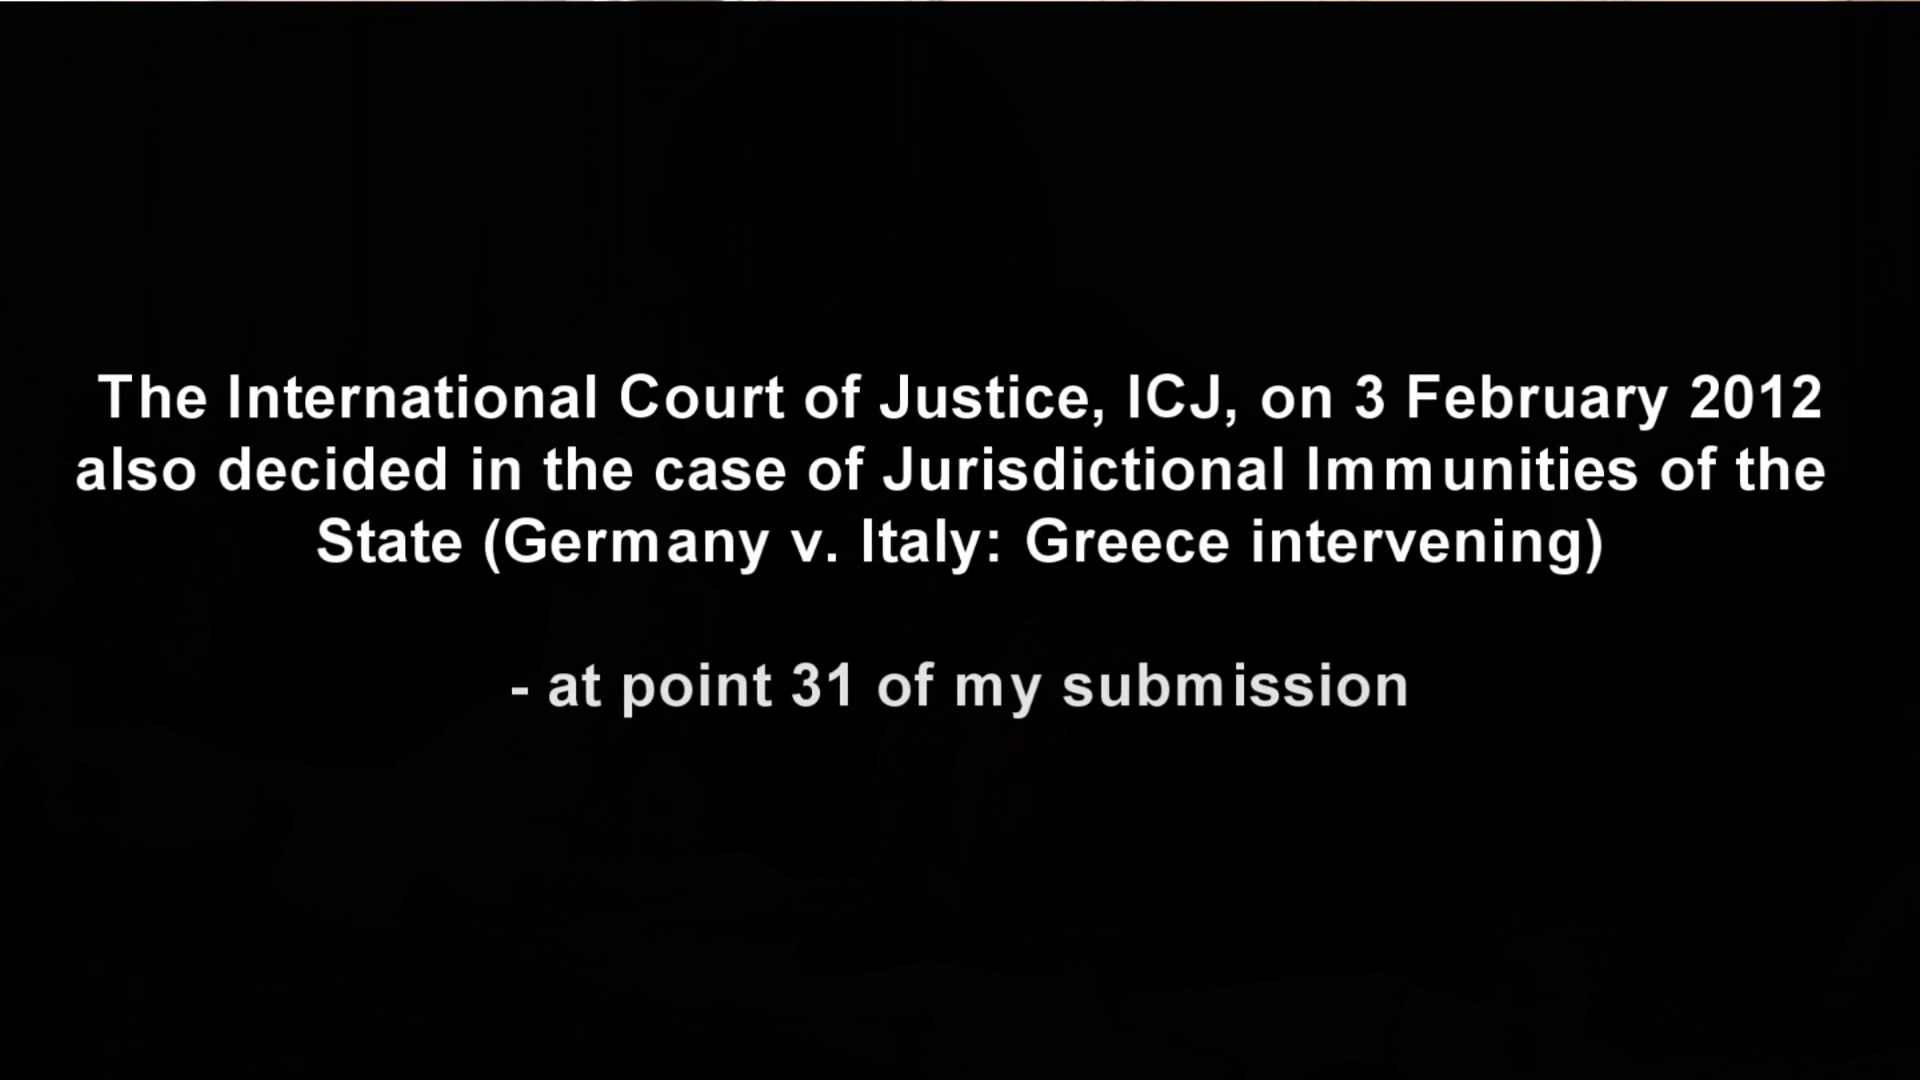 The International Court of Justice, ICJ, on 3 February 2012
also decided in the case of Jurisdictional Immunities of the
State (Germany v. Italy: Greece intervening)
- at point 31 of my submission